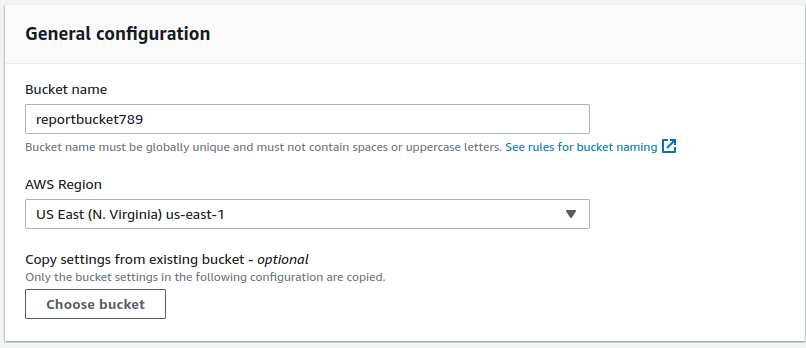 General configuration
Bucket name
reportbucket789
Bucket name must be globally unique and must not contain spaces or uppercase letters. See rules for bucket naming
AWS Region
US East (N. Virginia) us-east-1
Copy settings from existing bucket - optional
Only the bucket settings in the following configuration are copied.
Choose bucket